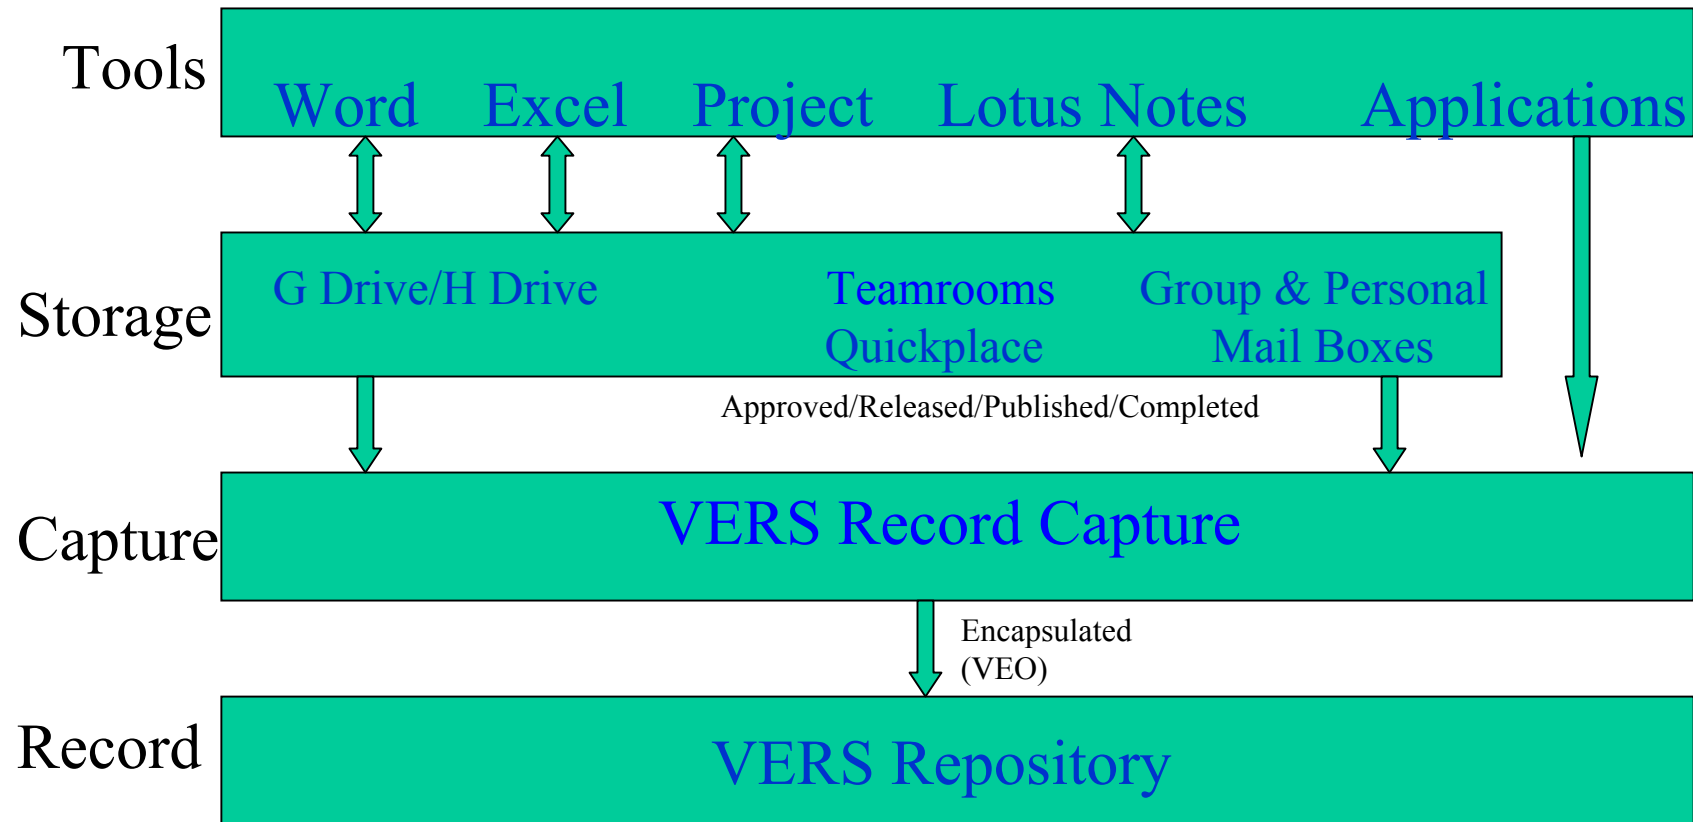 Tools
Word Excel Project Lotus Notes Applications
Storage
G Drive/H Drive Teamrooms Group & Personal
Quickplace Mail Boxes
Approved/Released/Published/Completed
Capture
VERS Record Capture
Encapsulated
(VEO)
Record
VERS Repository